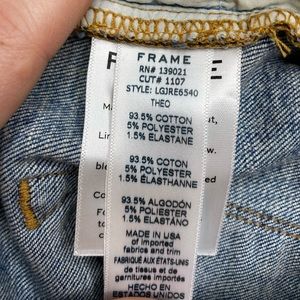 FRAME
RN# 139021
CUT# 1107
STYLE: LGJRE6540
THEO
93.5% COTTON
5% POLYESTER
1.5% ELASTANE
93.5% COTON
5% POLYESTER
1.5% ÉLASTHANNE
93.5% ALGODÓN
5% POLIESTER
1.5% ELASTANO
MADE IN USA
of imported
fabrics and trim
FABRIQUÉ AUX ÉTATS-UNIS
de tissus et de
garnitures importés
HECHO EN
ESTADOS UNIDOS